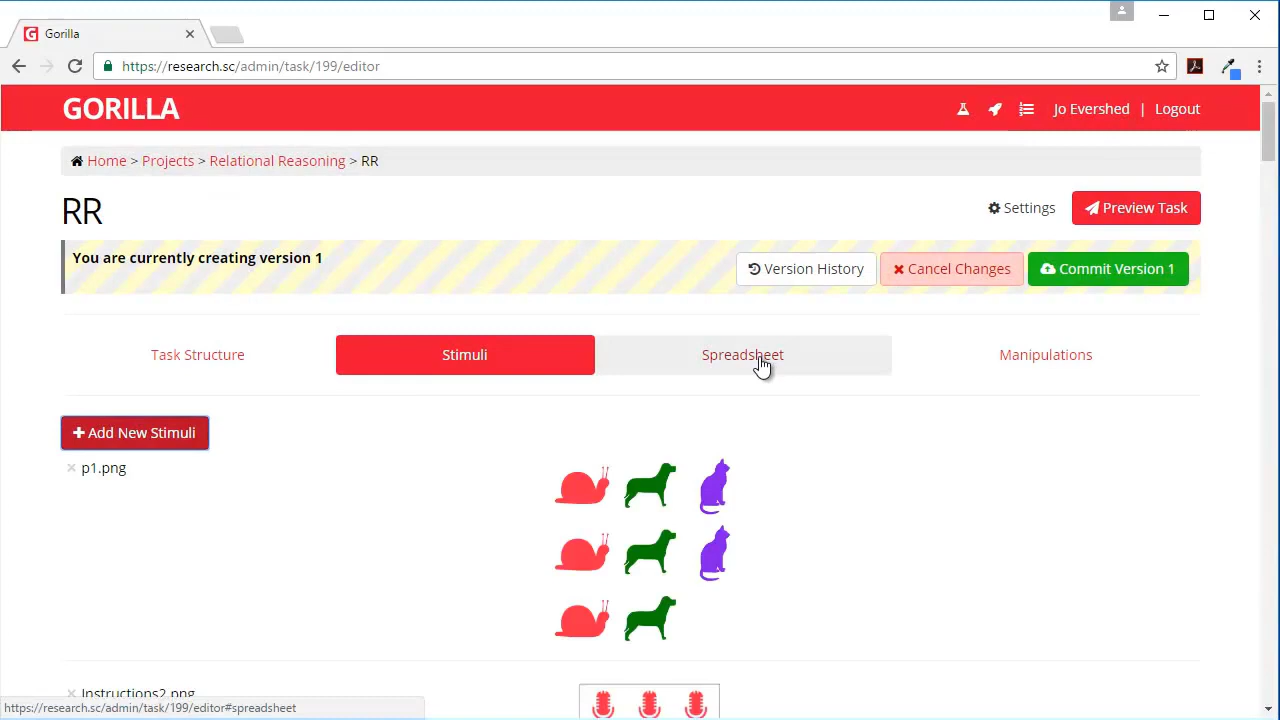 Gorilla
https://research.sc/admin/task/199/editor
GORILLA
Jo Evershed | Logout
Home > Projects > Relational Reasoning > RR
RR
Settings
Preview Task
You are currently creating version 1
Version History
Cancel Changes
Commit Version 1
Task Structure
Stimuli
Spreadsheet
Manipulations
+ Add New Stimuli
p1.png
Instructions2.png
https://research.sc/admin/task/199/editor#spreadsheet